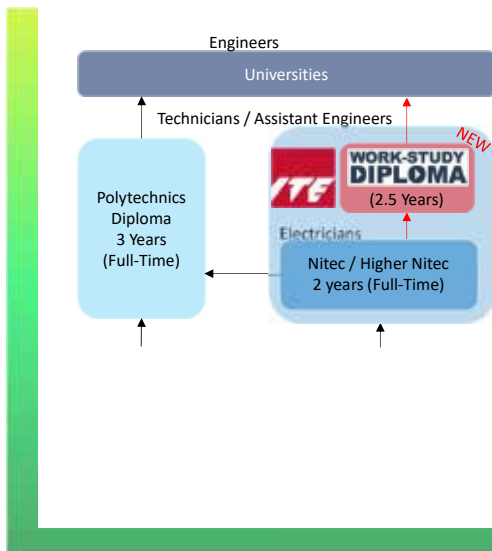 Engineers
Universities
Technicians / Assistant Engineers
NEW
ITE
WORK-STUDY
DIPLOMA
(2.5 Years)
Polytechnics
Diploma
3 Years
(Full-Time)
Electricians
Nitec / Higher Nitec
2 years (Full-Time)